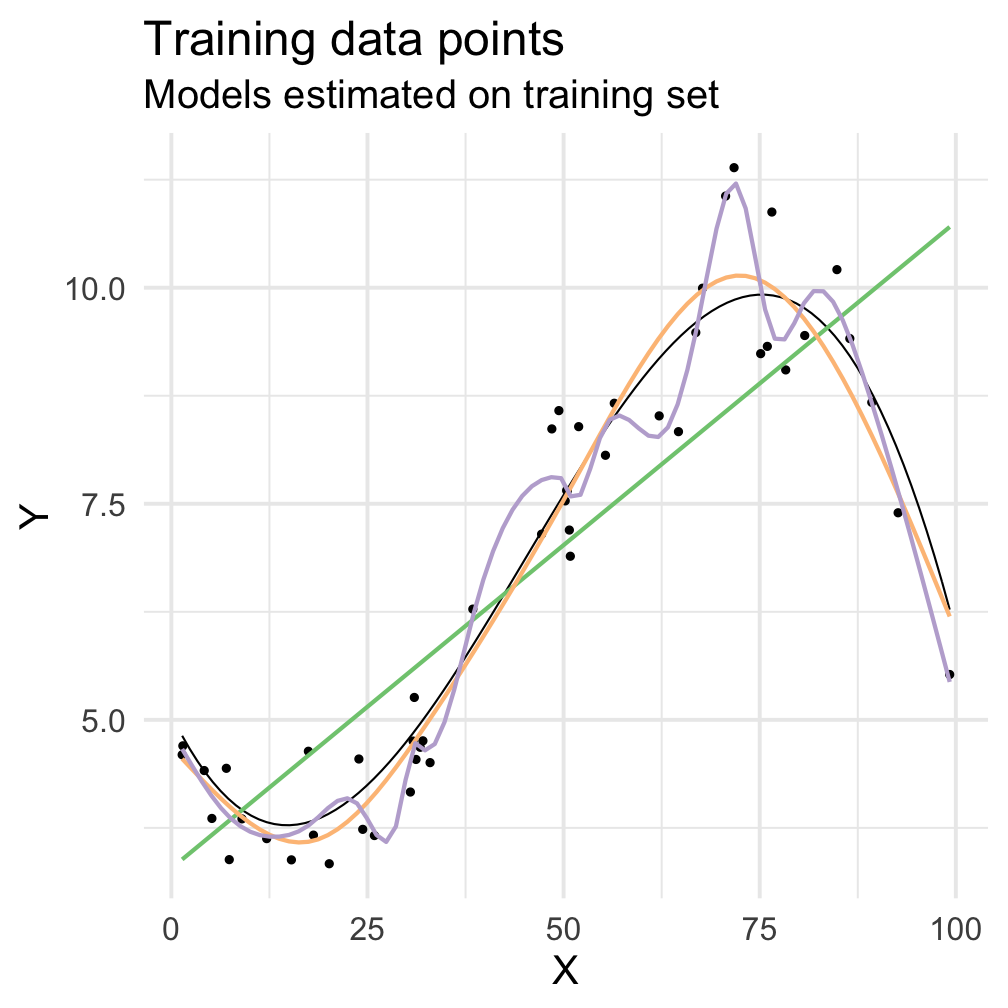 Training data points
Models estimated on training set
10.0
7.5
5.0
Y
0 25 50 75 100
X